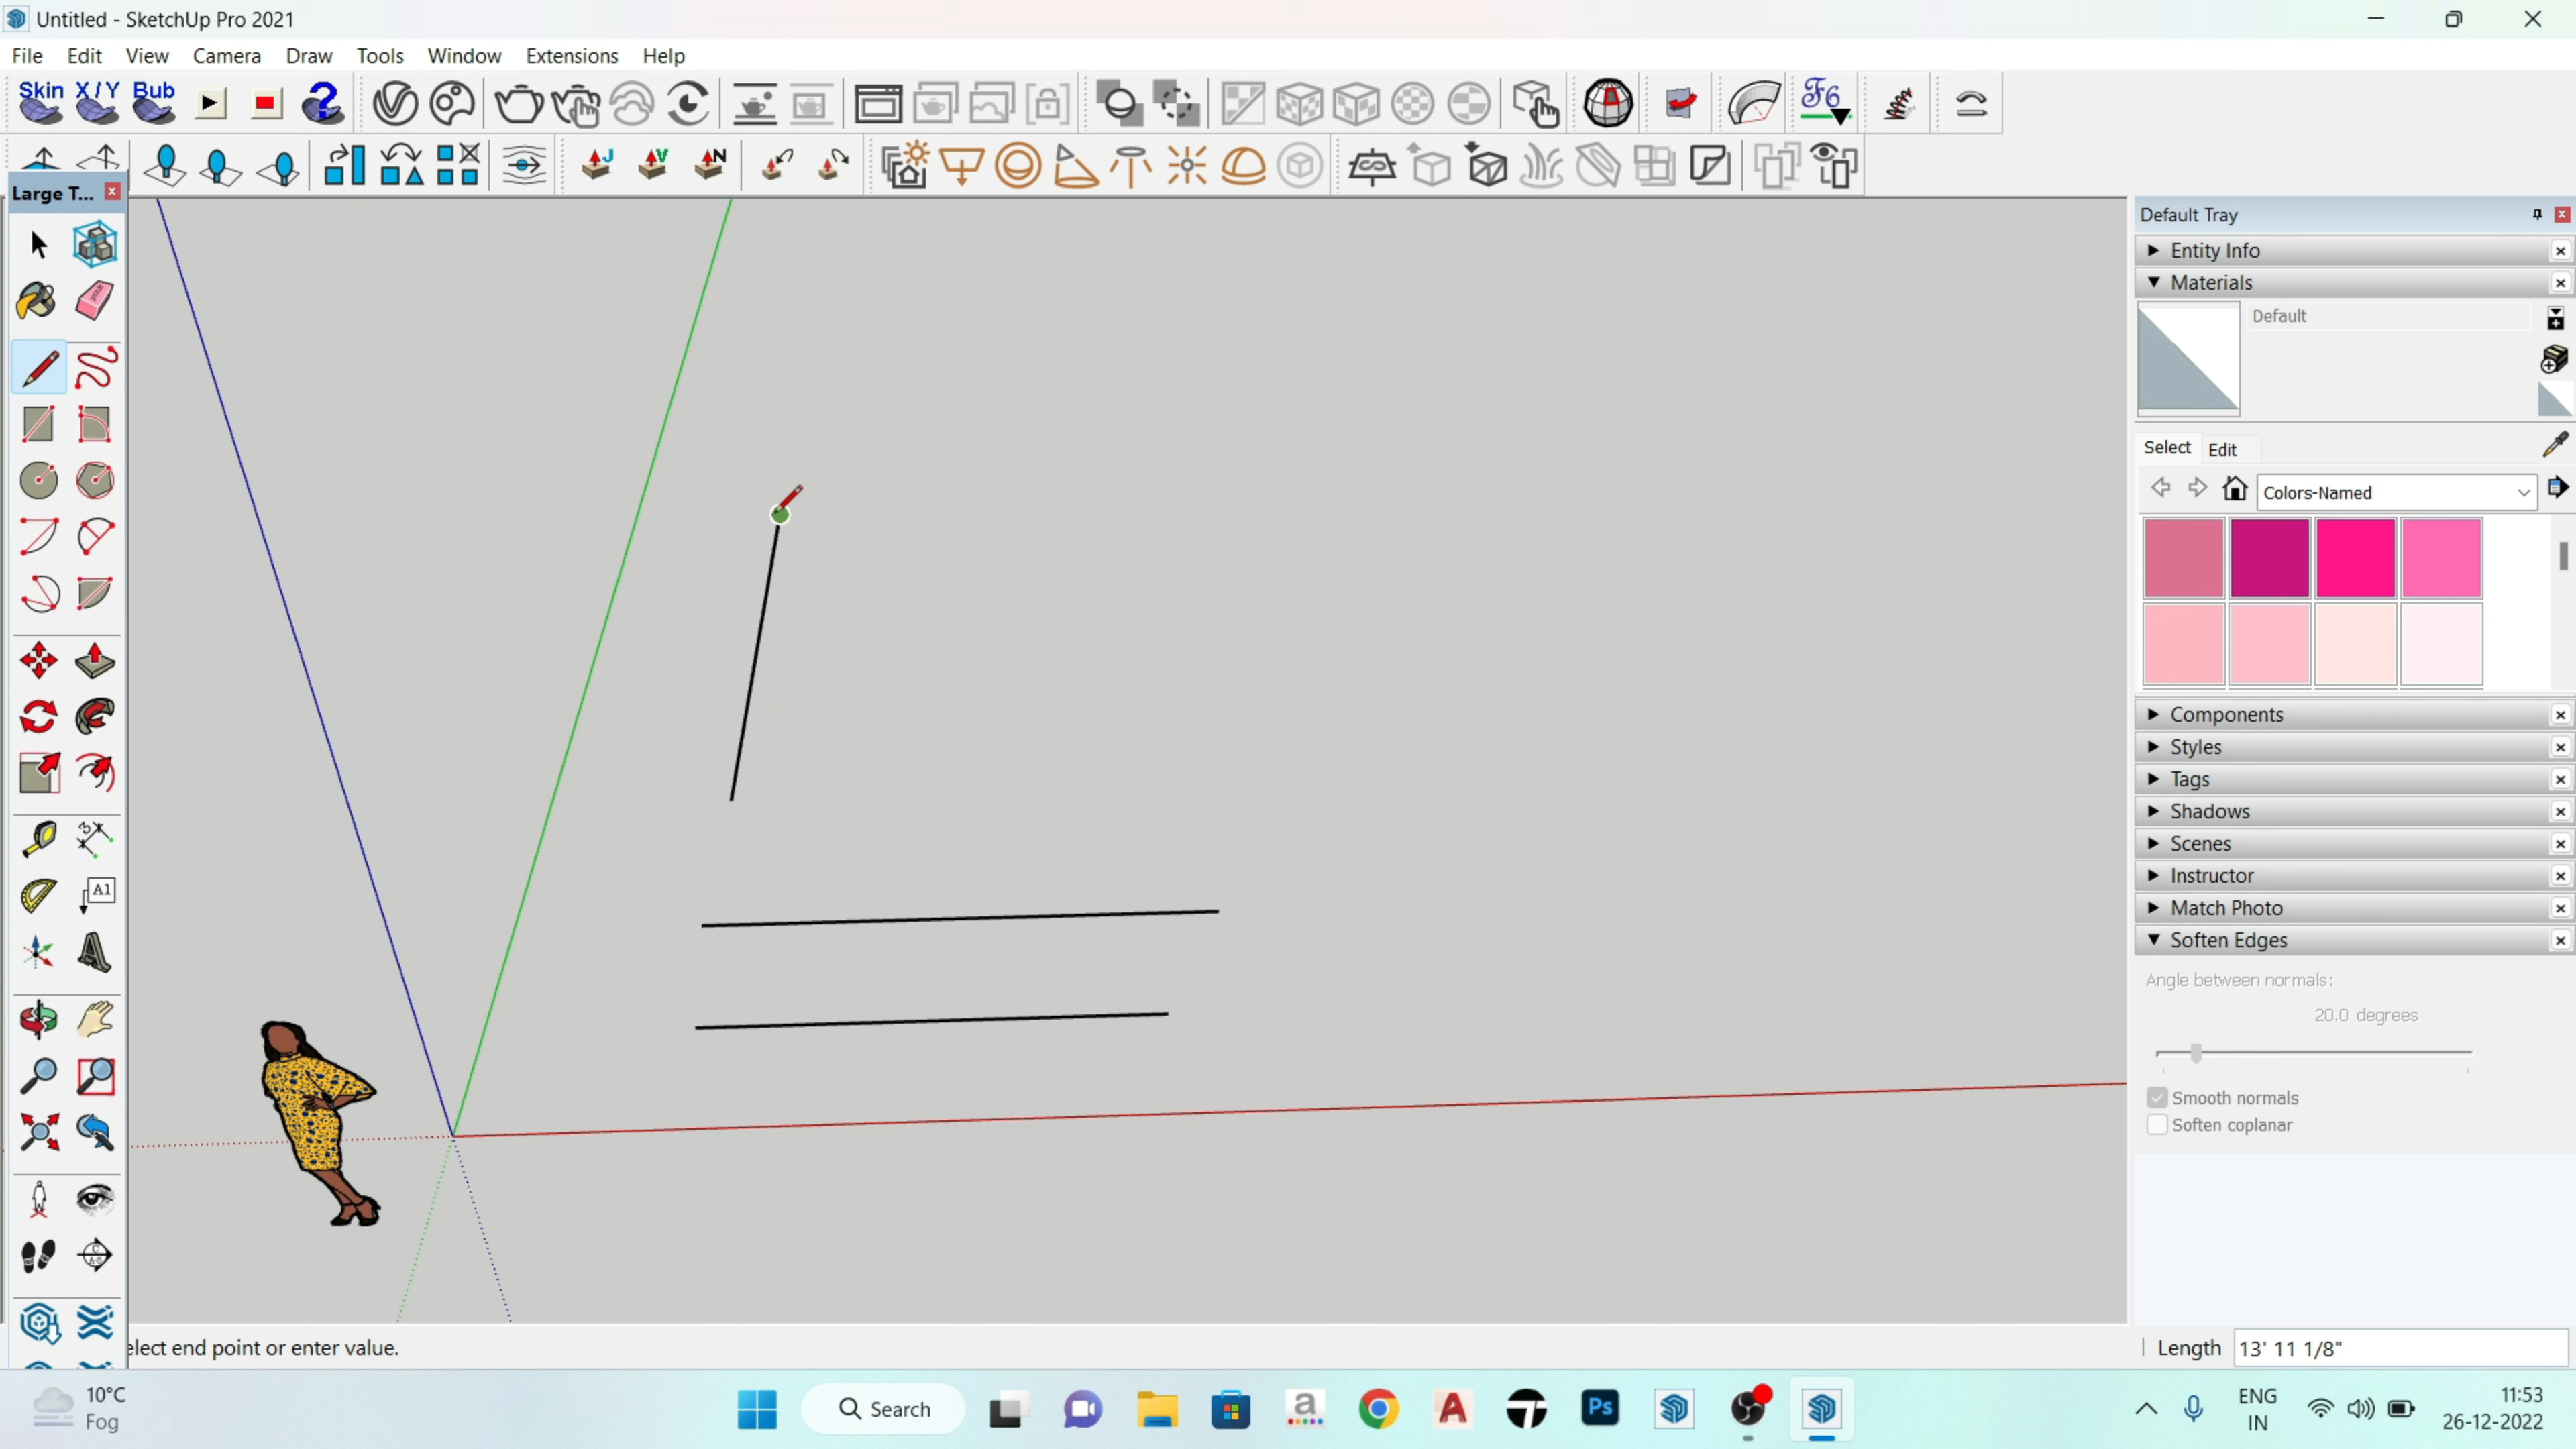 Untitled - SketchUp Pro 2021
File Edit View Camera Draw Tools Window Extensions Help
Skin X/Y Bub
F6
J V N
Large T...
Default Tray
Entity Info
Materials
Default
Select Edit
Colors-Named
Components
Styles
Tags
Shadows
A1
Scenes
Instructor
Match Photo
Soften Edges
Angle between normals:
20.0 degrees
Smooth normals
Soften coplanar
elect end point or enter value.
Length 13' 11 1/8"
10°C
Fog
Search
a
A
Ps
ENG
IN
11:53
26-12-2022